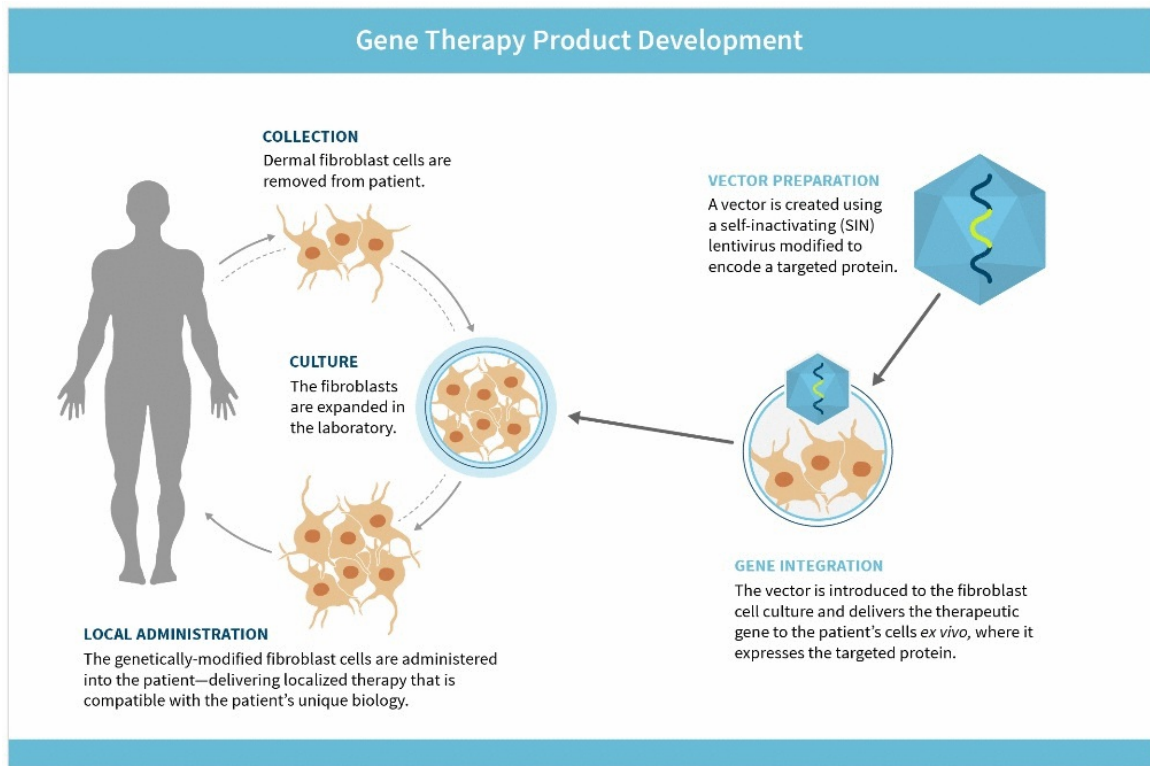 Gene Therapy Product Development
COLLECTION
Dermal fibroblast cells are
removed from patient.
VECTOR PREPARATION
A vector is created using
a self-inactivating (SIN)
lentivirus modified to
encode a targeted protein.
CULTURE
The fibroblasts
are expanded in
the laboratory.
GENE INTEGRATION
The vector is introduced to the fibroblast
cell culture and delivers the therapeutic
gene to the patient's cells ex vivo, where it
expresses the targeted protein.
LOCAL ADMINISTRATION
The genetically-modified fibroblast cells are administered
into the patient—delivering localized therapy that is
compatible with the patient's unique biology.